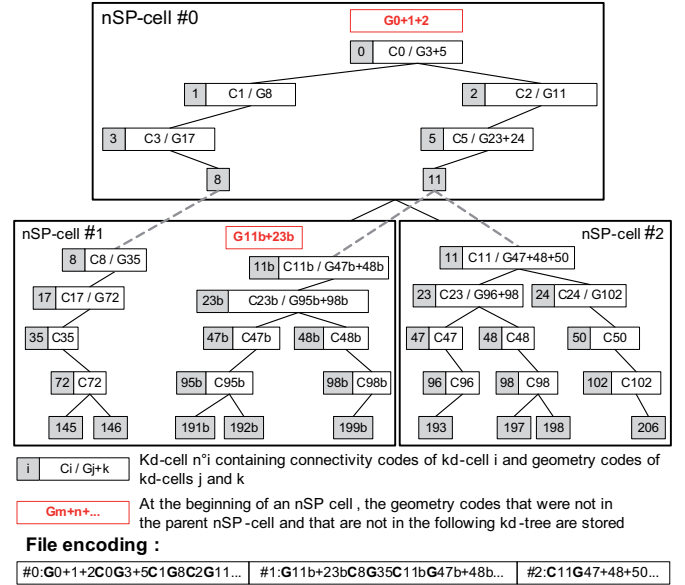 nSP-cell #0
G0+1+2
0 C0 / G3+5
1 C1 / G8
2 C2 / G11
3 C3 / G17
5 C5 / G23+24
8
11
nSP-cell #1
G11b+23b
nSP-cell #2
8 C8 / G35
11b C11b / G47b+48b
11 C11 / G47+48+50
17 C17 / G72
23b C23b / G95b+98b
23 C23 / G96+98
24 C24 / G102
35 C35
47b C47b
48b C48b
47 C47
48 C48
50 C50
72 C72
95b C95b
98b C98b
96 C96
98 C98
102 C102
145
146
191b
192b
199b
193
197
198
206
i Ci / Gj+k
Kd-cell n°i containing connectivity codes of kd-cell i and geometry codes of
kd-cells j and k
Gm+n+...
At the beginning of an nSP cell , the geometry codes that were not in
the parent nSP-cell and that are not in the following kd-tree are stored
File encoding :
#0:G0+1+2C0G3+5C1G8C2G11...
#1:G11b+23bC8G35C11bG47b+48b...
#2:C11G47+48+50...